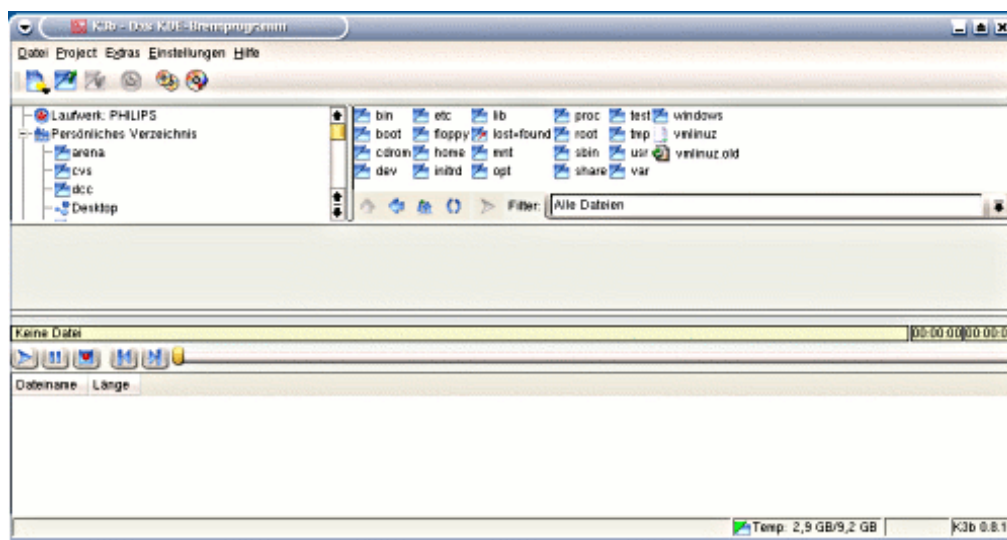 K3b - Das KDE-Brennprogramm
Datei Project Extras Einstellungen Hilfe
Laufwerk: PHILIPS
Persönliches Verzeichnis
arena
cvs
dcc
Desktop
bin etc lib proc test windows
boot floppy lost+found root tmp vmlinuz
cdrom home mnt sbin usr vmlinuz.old
dev initrd opt share var
Filter: Alle Dateien
Keine Datei 00:00:00 00:00:0
Dateiname Länge
Temp: 2,9 GB/9,2 GB K3b 0.8.1